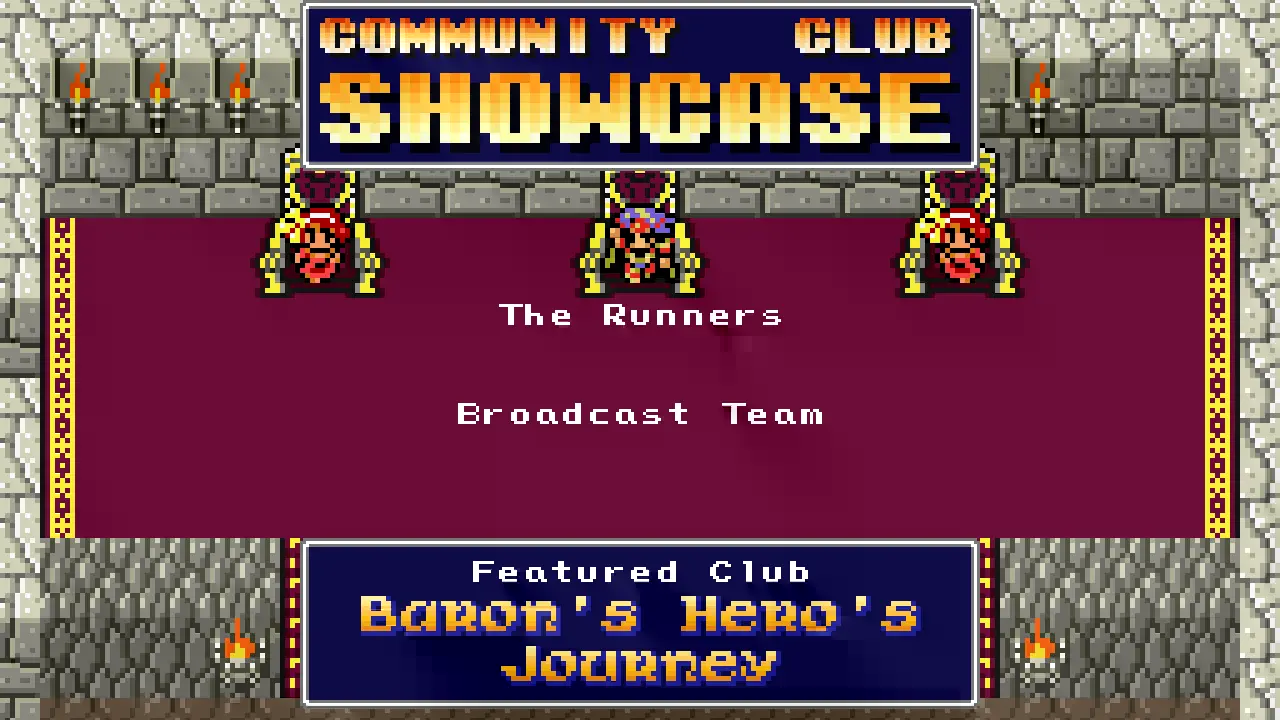 COMMUNITY CLUB
SHOWCASE
The Runners
Broadcast Team
Featured Club
Baron's Hero's
Journey